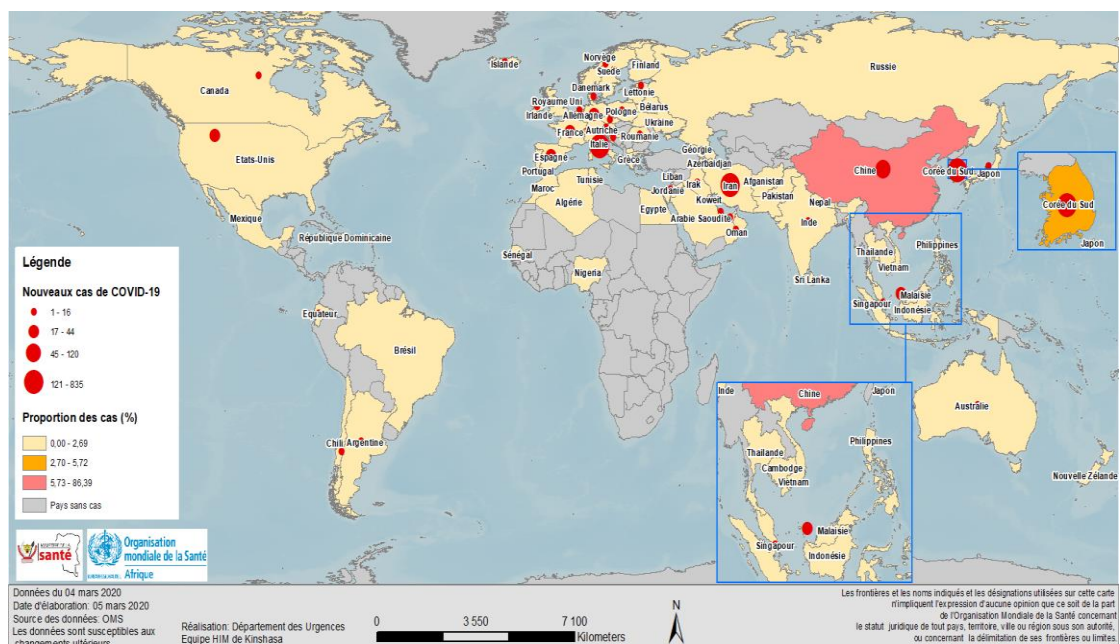 Islande
Norvège
Finland
Suède
Russie
Canada
Danemark
Lettonie
Royaume Uni
Bélarus
Irlande
Allemagne
Pologne
Ukraine
France
Autriche
Roumanie
Italie
Etats-Unis
Espagne
Géorgie
Grèce
Azerbaidjan
Portugal
Chine
Corée du Sud
Japon
Tunisie
Liban
Irak
Iran
Afghanistan
Maroc
Jordanie
Koweit
Pakistan
Népal
Algérie
Egypte
Arabie Saoudite
Mexique
Oman
Inde
République Dominicaine
Sénégal
Nigeria
Sri Lanka
Thailande
Philippines
Vietnam
Malaisie
Singapour
Indonésie
Equateur
Brésil
Australie
Chili
Argentine
Nouvelle Zélande
Corée du Sud
Japon
Inde
Chine
Japon
Philippines
Thailande
Cambodge
Vietnam
Malaisie
Singapour
Indonésie
Légende
Nouveaux cas de COVID-19
1 - 16
17 - 44
45 - 120
121 - 835
Proportion des cas (%)
0,00 - 2,69
2,70 - 5,72
5,73 - 86,39
Pays sans cas
santé
Organisation
mondiale de la Santé
Afrique
Données du 04 mars 2020
Date d'élaboration: 05 mars 2020
Source des données: OMS
Les données sont susceptibles aux
changements ultérieurs
Réalisation: Département des Urgences
Equipe HIM de Kinshasa
0 3 550 7 100
Kilometers
N
Les frontières et les noms indiqués et les désignations utilisées sur cette carte
n'impliquent l'expression d'aucune opinion que ce soit de la part
de l'Organisation Mondiale de la Santé concernant
le statut juridique de tout pays, territoire, ville ou région sous son autorité,
ou concernant la délimitation de ses frontières ou limit